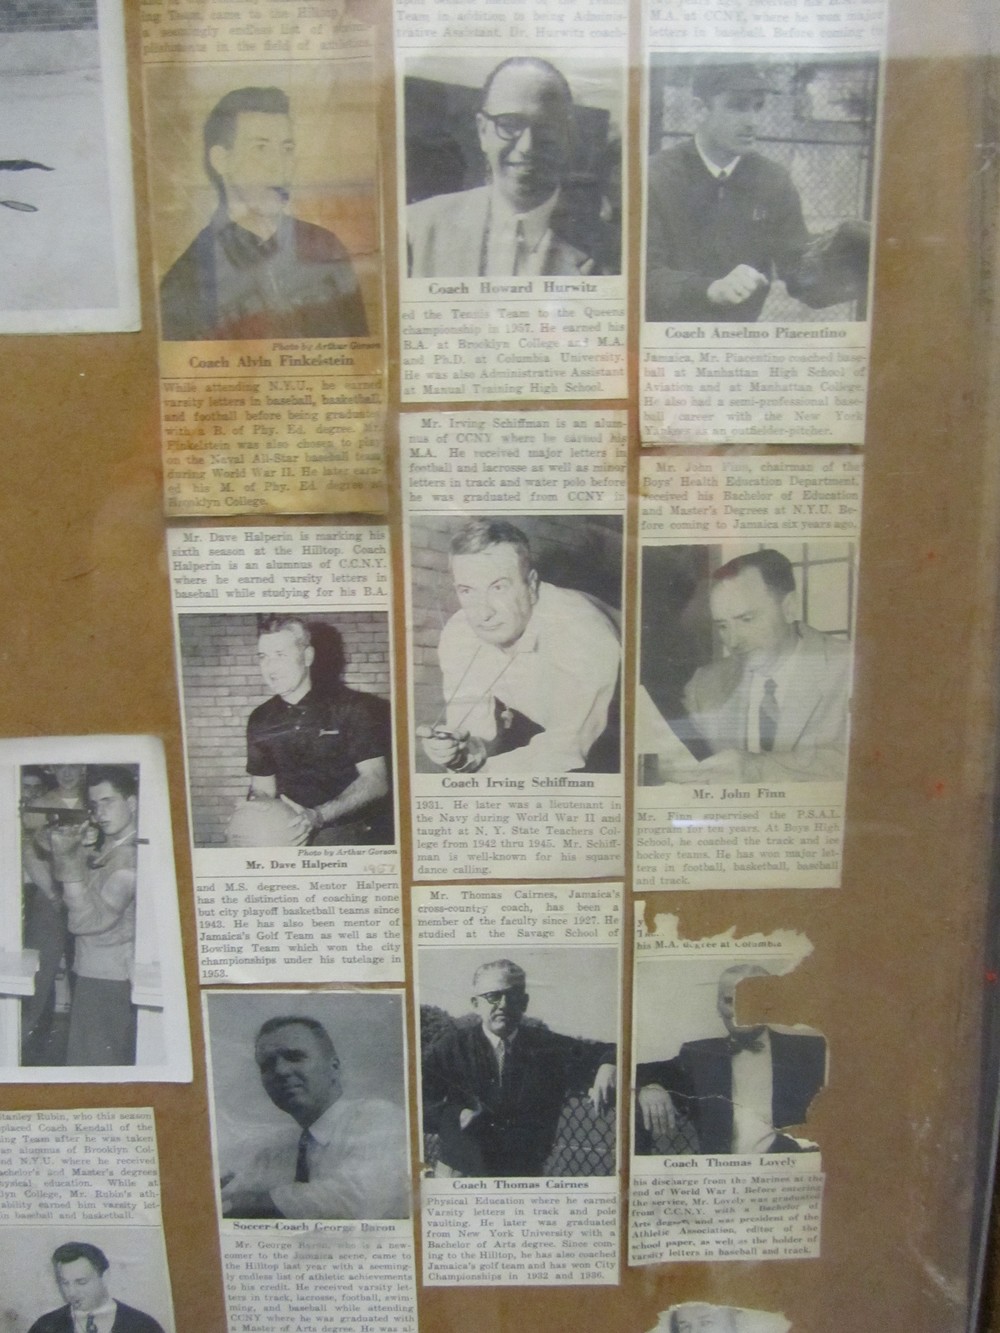 Team, came to the Hilltop
a seemingly endless list of
plishments in the field of athletics.
Photo by Arthur Gorson
Coach Alvin Finkelstein
While attending N.Y.U., he earned
varsity letters in baseball, basketball,
and football before being graduated
with a B. of Phy. Ed. degree. Mr.
Finkelstein was also chosen to play
on the Naval All-Star baseball team
during World War II. He later earn-
ed his M. of Phy. Ed. degree at
Brooklyn College.
Mr. Dave Halperin is marking his
sixth season at the Hilltop. Coach
Halperin is an alumnus of C.C.N.Y.
where he earned varsity letters in
baseball while studying for his B.A.
Photo by Arthur Gorson
Mr. Dave Halperin
1957
and M.S. degrees. Mentor Halpern
has the distinction of coaching none
but city playoff basketball teams since
1943. He has also been mentor of
Jamaica's Golf Team as well as the
Bowling Team which won the city
championships under his tutelage in
1953.
Soccer-Coach George Baron
Mr. George Baron, who is a new-
comer to the Jamaica scene, came to
the Hilltop last year with a seeming-
ly endless list of athletic achievements
to his credit. He received varsity let-
ters in track, lacrosse, football, swim-
ming, and baseball while attending
CCNY where he was graduated with
a Master of Arts degree. He was al-
Team in addition to being Adminis-
trative Assistant. Dr. Hurwitz coach-
Coach Howard Hurwitz
ed the Tennis Team to the Queens
championship in 1957. He earned his
B.A. at Brooklyn College and M.A.
and Ph.D. at Columbia University.
He was also Administrative Assistant
at Manual Training High School.
Mr. Irving Schiffman is an alum-
nus of CCNY where he earned his
M.A. He received major letters in
football and lacrosse as well as minor
letters in track and water polo before
he was graduated from CCNY in
Coach Irving Schiffman
1931. He later was a lieutenant in
the Navy during World War II and
taught at N. Y. State Teachers Col-
lege from 1942 thru 1945. Mr. Schiff-
man is well-known for his square
dance calling.
Mr. Thomas Cairnes, Jamaica's
cross-country coach, has been a
member of the faculty since 1927. He
studied at the Savage School of
Coach Thomas Cairnes
Physical Education where he earned
Varsity letters in track and pole
vaulting. He later was graduated
from New York University with a
Bachelor of Arts degree. Since com-
ing to the Hilltop, he has also coached
Jamaica's golf team and has won City
Championships in 1932 and 1936.
M.A. at CCNY, where he won major
letters in baseball. Before coming to
Coach Anselmo Piacentino
Jamaica, Mr. Piacentino coached base-
ball at Manhattan High School of
Aviation and at Manhattan College.
He also had a semi-professional base-
ball career with the New York
Yankees as an outfielder-pitcher.
Mr. John Finn, chairman of the
Boys' Health Education Department,
received his Bachelor of Education
and Master's Degrees at N.Y.U. Be-
fore coming to Jamaica six years ago,
Mr. John Finn
Mr. Finn supervised the P.S.A.L.
program for ten years. At Boys High
School, he coached the track and ice
hockey teams. He has won major let-
ters in football, basketball, baseball
and track.
his M.A. degree at Columbia
Coach Thomas Lovely
his discharge from the Marines at the
end of World War I. Before entering
the service, Mr. Lovely was graduated
from C.C.N.Y. with a Bachelor of
Arts degree and was president of the
Athletic Association, editor of the
school paper, as well as the holder of
varsity letters in baseball and track.
Stanley Rubin, who this season
placed Coach Kendall of the
ing Team after he was taken
an alumnus of Brooklyn Col-
nd N.Y.U. where he received
achelor's and Master's degrees
ysical education. While at
lyn College, Mr. Rubin's ath-
ability earned him varsity let-
in baseball and basketball.